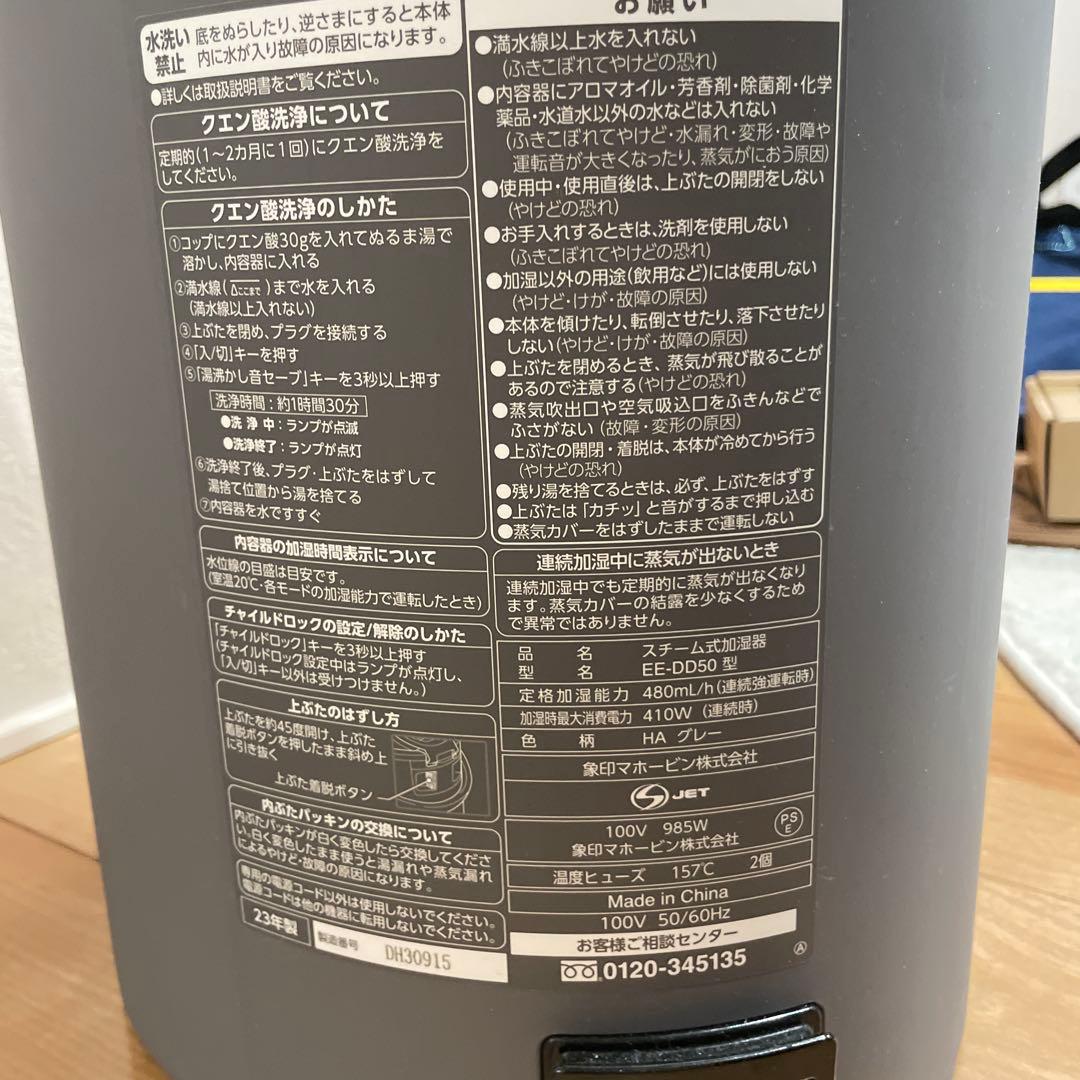 水洗い
禁止
底をぬらしたり、逆さまにすると本体
内に水が入り故障の原因になります。
●詳しくは取扱説明書をご覧ください。
クエン酸洗浄について
定期的(1〜2カ月に1回)にクエン酸洗浄を
してください。
クエン酸洗浄のしかた
①コップにクエン酸30gを入れてぬるま湯で
溶かし、内容器に入れる
②満水線(△ここまで)まで水を入れる
(満水線以上入れない)
③上ぶたを閉め、プラグを接続する
④「入/切」キーを押す
⑤「湯沸かし音セーブ」キーを3秒以上押す
洗浄時間:約1時間30分
●洗浄中:ランプが点滅
●洗浄終了:ランプが点灯
⑥洗浄終了後、プラグ・上ぶたをはずして
湯捨て位置から湯を捨てる
⑦内容器を水ですすぐ
内容器の加湿時間表示について
水位線の目盛は目安です。
(室温20℃・各モードの加湿能力で運転したとき)
チャイルドロックの設定/解除のしかた
「チャイルドロック」キーを3秒以上押す
(チャイルドロック設定中はランプが点灯し、
「入/切」キー以外は受けつけません。)
上ぶたのはずし方
上ぶたを約45度開け、上ぶた
着脱ボタンを押したまま斜め上
に引き抜く
上ぶた着脱ボタン
内ぶたパッキンの交換について
内ぶたパッキンが白く変色したら交換してくださ
い。白く変色したまま使うと湯漏れや蒸気漏れ
によるやけど・故障の原因になります。
専用の電源コード以外は使用しないでください。
電源コードは他の機器に転用しないでください。
23年製
製造番号
DH30915
お願い
●満水線以上水を入れない
(ふきこぼれてやけどの恐れ)
●内容器にアロマオイル・芳香剤・除菌剤・化学
薬品・水道水以外の水などは入れない
(ふきこぼれてやけど・水漏れ・変形・故障や
運転音が大きくなったり、蒸気がにおう原因)
●使用中・使用直後は、上ぶたの開閉をしない
(やけどの恐れ)
●お手入れするときは、洗剤を使用しない
(ふきこぼれてやけどの恐れ)
●加湿以外の用途(飲用など)には使用しない
(やけど・けが・故障の原因)
●本体を傾けたり、転倒させたり、落下させたり
しない(やけど・けが・故障の原因)
●上ぶたを閉めるとき、蒸気が飛び散ることが
あるので注意する(やけどの恐れ)
●蒸気吹出口や空気吸込口をふきんなどで
ふさがない(故障・変形の原因)
●上ぶたの開閉・着脱は、本体が冷めてから行う
(やけどの恐れ)
●残り湯を捨てるときは、必ず、上ぶたをはずす
●上ぶたは「カチッ」と音がするまで押し込む
●蒸気カバーをはずしたままで運転しない
連続加湿中に蒸気が出ないとき
連続加湿中でも定期的に蒸気が出なくなり
ます。蒸気カバーの結露を少なくするため
で異常ではありません。
品名 スチーム式加湿器
型名 EE-DD50 型
定格加湿能力 480mL/h(連続強運転時)
加湿時最大消費電力 410W(連続時)
色柄 HA グレー
象印マホービン株式会社
JET
100V 985W
PS
E
象印マホービン株式会社
温度ヒューズ 157℃ 2個
Made in China
100V 50/60Hz
お客様ご相談センター
0120-345135
A